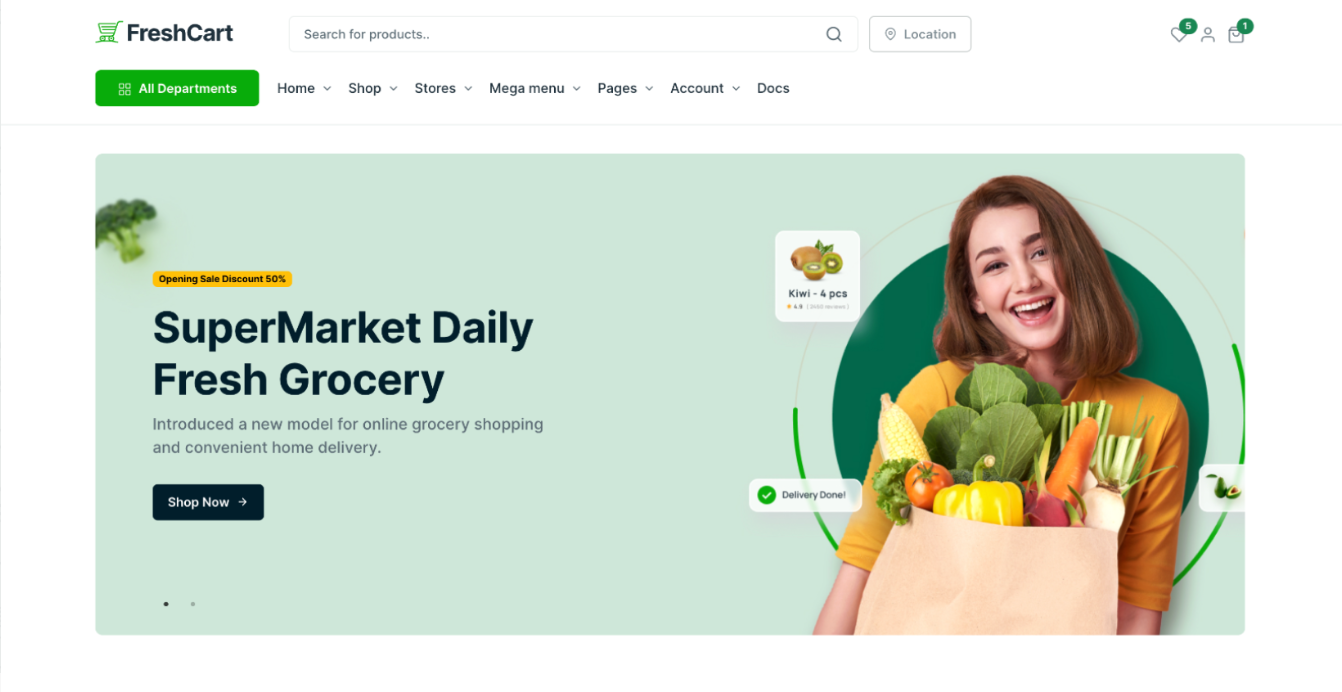 FreshCart
Search for products..
Location
5
1
All Departments
Home
Shop
Stores
Mega menu
Pages
Account
Docs
Opening Sale Discount 50%
SuperMarket Daily
Fresh Grocery
Introduced a new model for online grocery shopping
and convenient home delivery.
Shop Now
Kiwi - 4 pcs
4.9
Delivery Done!